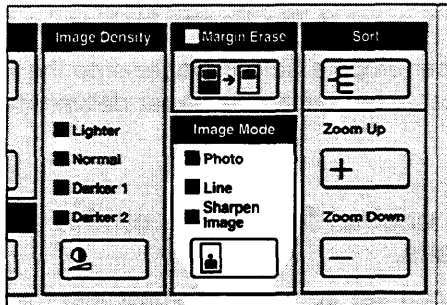 Image Density
Lighter
Normal
Darker 1
Darker 2
Margin Erase
Image Mode
Photo
Line
Sharpen
Image
Sort
Zoom Up
+
Zoom Down
−